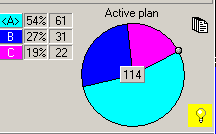 Active plan
<A> 54% 61
B 27% 31
C 19% 22
114